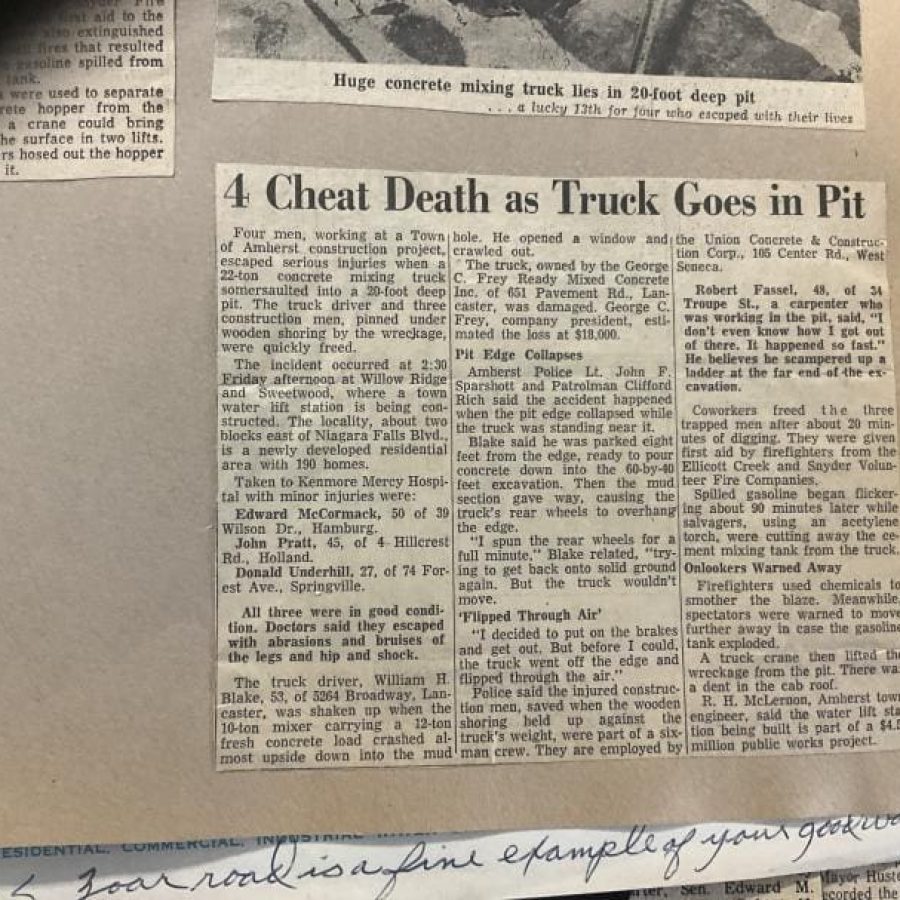 first aid to the
also extinguished
fires that resulted
gasoline spilled from
tank.
were used to separate
rete hopper from the
a crane could bring
he surface in two lifts.
rs hosed out the hopper
it.
Huge concrete mixing truck lies in 20-foot deep pit
. . . a lucky 13th for four who escaped with their lives
4 Cheat Death as Truck Goes in Pit
Four men, working at a Town
of Amherst construction project,
escaped serious injuries when a
22-ton concrete mixing truck
somersaulted into a 20-foot deep
pit. The truck driver and three
construction men, pinned under
wooden shoring by the wreckage,
were quickly freed.
The incident occurred at 2:30
Friday afternoon at Willow Ridge
and Sweetwood, where a town
water lift station is being con-
structed. The locality, about two
blocks east of Niagara Falls Blvd.,
is a newly developed residential
area with 190 homes.
Taken to Kenmore Mercy Hospi-
tal with minor injuries were:
Edward McCormack, 50 of 39
Wilson Dr., Hamburg.
John Pratt, 45, of 4 Hillcrest
Rd., Holland.
Donald Underhill, 27, of 74 For-
est Ave., Springville.
All three were in good condi-
tion. Doctors said they escaped
with abrasions and bruises of
the legs and hip and shock.
The truck driver, William H.
Blake, 53, of 5264 Broadway, Lan-
caster, was shaken up when the
10-ton mixer carrying a 12-ton
fresh concrete load crashed al-
most upside down into the mud
hole. He opened a window and
crawled out.
The truck, owned by the George
C. Frey Ready Mixed Concrete
Inc. of 651 Pavement Rd., Lan-
caster, was damaged. George C.
Frey, company president, esti-
mated the loss at $18,000.
Pit Edge Collapses
Amherst Police Lt. John F.
Sparshott and Patrolman Clifford
Rich said the accident happened
when the pit edge collapsed while
the truck was standing near it.
Blake said he was parked eight
feet from the edge, ready to pour
concrete down into the 60-by-40
feet excavation. Then the mud
section gave way, causing the
truck's rear wheels to overhang
the edge.
"I spun the rear wheels for a
full minute," Blake related, "try-
ing to get back onto solid ground
again. But the truck wouldn't
move.
'Flipped Through Air'
"I decided to put on the brakes
and get out. But before I could,
the truck went off the edge and
flipped through the air."
Police said the injured construc-
tion men, saved when the wooden
shoring held up against the
truck's weight, were part of a six-
man crew. They are employed by
the Union Concrete & Construc-
tion Corp., 105 Center Rd., West
Seneca.
Robert Fassel, 48, of 34
Troupe St., a carpenter who
was working in the pit, said, "I
don't even know how I got out
of there. It happened so fast."
He believes he scampered up a
ladder at the far end of the ex-
cavation.
Coworkers freed the three
trapped men after about 20 min-
utes of digging. They were given
first aid by firefighters from the
Ellicott Creek and Snyder Volun-
teer Fire Companies.
Spilled gasoline began flicker-
ing about 90 minutes later while
salvagers, using an acetylene
torch, were cutting away the ce-
ment mixing tank from the truck.
Onlookers Warned Away
Firefighters used chemicals to
smother the blaze. Meanwhile,
spectators were warned to move
further away in case the gasoline
tank exploded.
A truck crane then lifted the
wreckage from the pit. There was
a dent in the cab roof.
R. H. McLernon, Amherst town
engineer, said the water lift sta
tion being built is part of a $4.5
million public works project.
ESIDENTIAL, COMMERCIAL, INDUSTRIAL
Zoar road is a fine example of your good wo
Sen. Edward M.
Mayor Huste
ecorded the